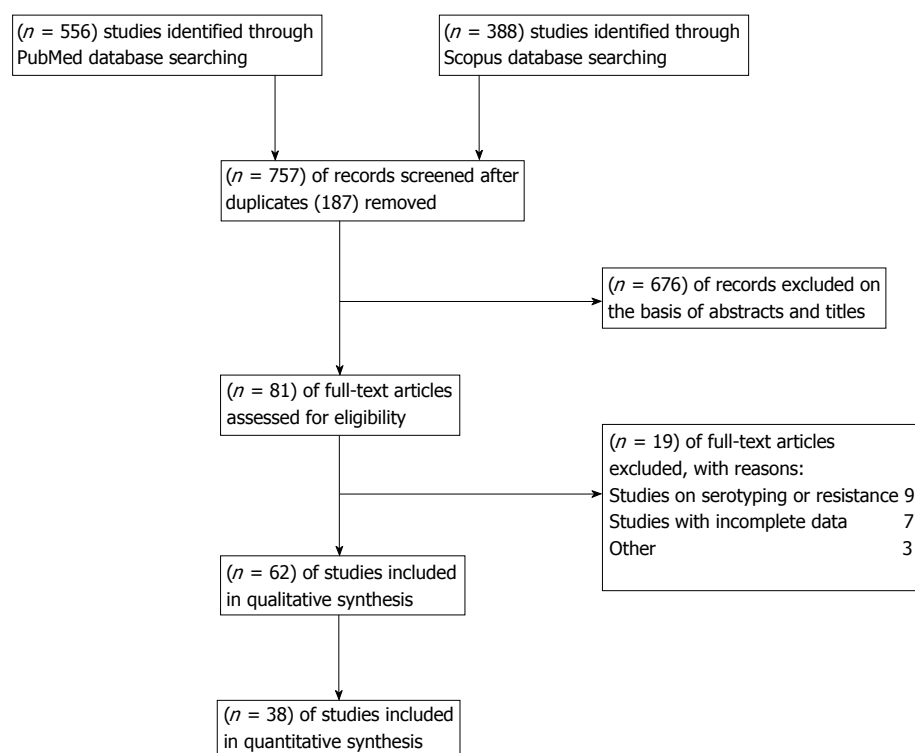 (n = 556) studies identified through
PubMed database searching
(n = 388) studies identified through
Scopus database searching
(n = 757) of records screened after
duplicates (187) removed
(n = 676) of records excluded on
the basis of abstracts and titles
(n = 81) of full-text articles
assessed for eligibility
(n = 19) of full-text articles
excluded, with reasons:
Studies on serotyping or resistance 9
Studies with incomplete data 7
Other 3
(n = 62) of studies included
in qualitative synthesis
(n = 38) of studies included
in quantitative synthesis